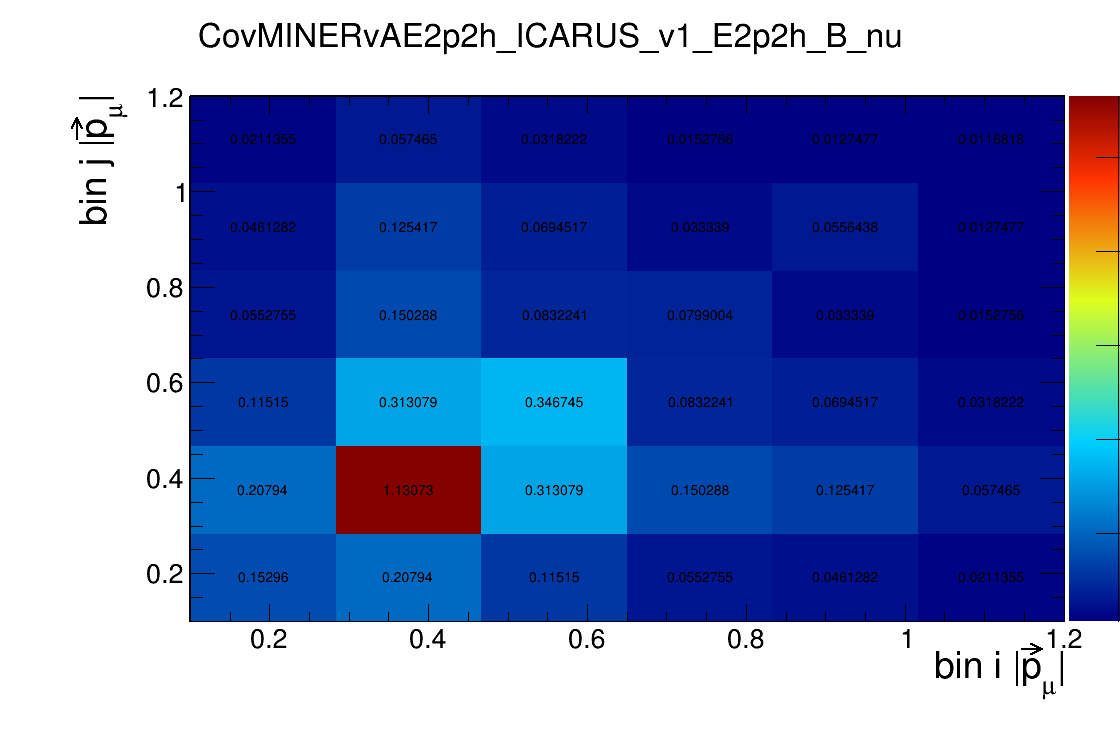 CovMINERvAE2p2h_ICARUS_v1_E2p2h_B_nu
bin j |p⃗μ|
1.2
0.0211355 0.057465 0.0318222 0.0152756 0.0127477 0.0116818
1
0.0461282 0.125417 0.0694517 0.033339 0.0556438 0.0127477
0.8
0.0552755 0.150288 0.0832241 0.0799004 0.033339 0.0152756
0.6
0.11515 0.313079 0.346745 0.0832241 0.0694517 0.0318222
0.4
0.20794 1.13073 0.313079 0.150288 0.125417 0.057465
0.2
0.15296 0.20794 0.11515 0.0552755 0.0461282 0.0211355
0.2 0.4 0.6 0.8 1 1.2
bin i |p⃗μ|